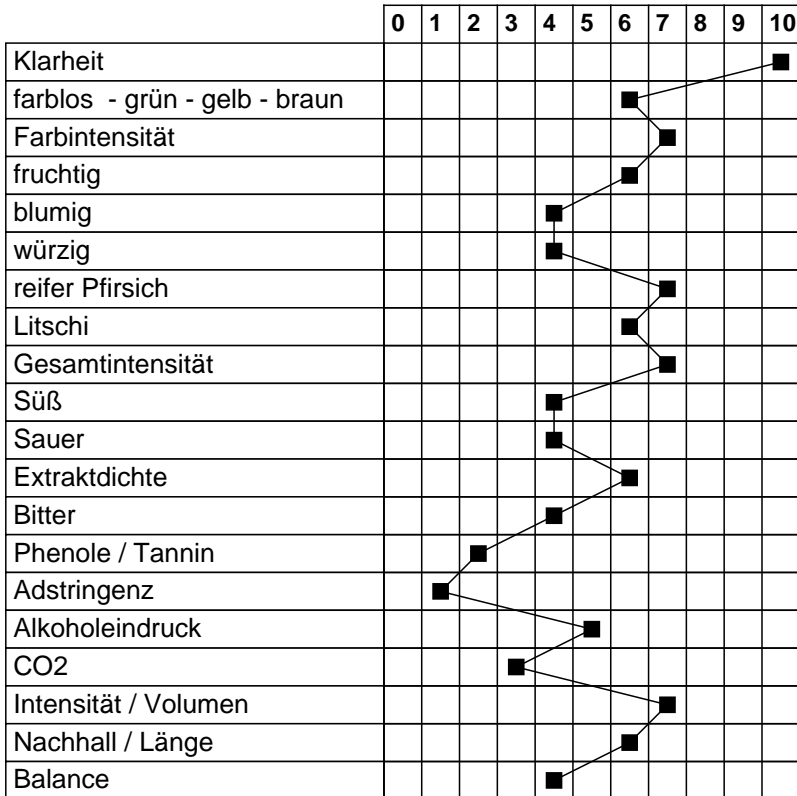 0 1 2 3 4 5 6 7 8 9 10
Klarheit
farblos - grün - gelb - braun
Farbintensität
fruchtig
blumig
würzig
reifer Pfirsich
Litschi
Gesamtintensität
Süß
Sauer
Extraktdichte
Bitter
Phenole / Tannin
Adstringenz
Alkoholeindruck
CO2
Intensität / Volumen
Nachhall / Länge
Balance